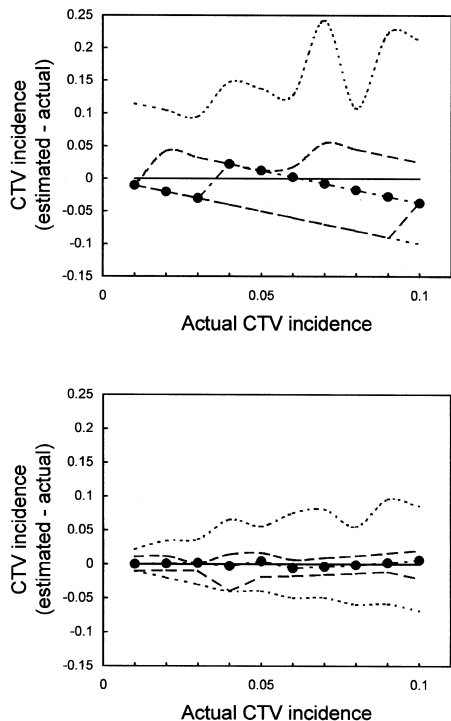 0.25
0.2
0.15
0.1
0.05
0
-0.05
-0.1
-0.15
CTV incidence
(estimated - actual)
0 0.05 0.1
Actual CTV incidence
0.25
0.2
0.15
0.1
0.05
0
-0.05
-0.1
-0.15
CTV incidence
(estimated - actual)
0 0.05 0.1
Actual CTV incidence